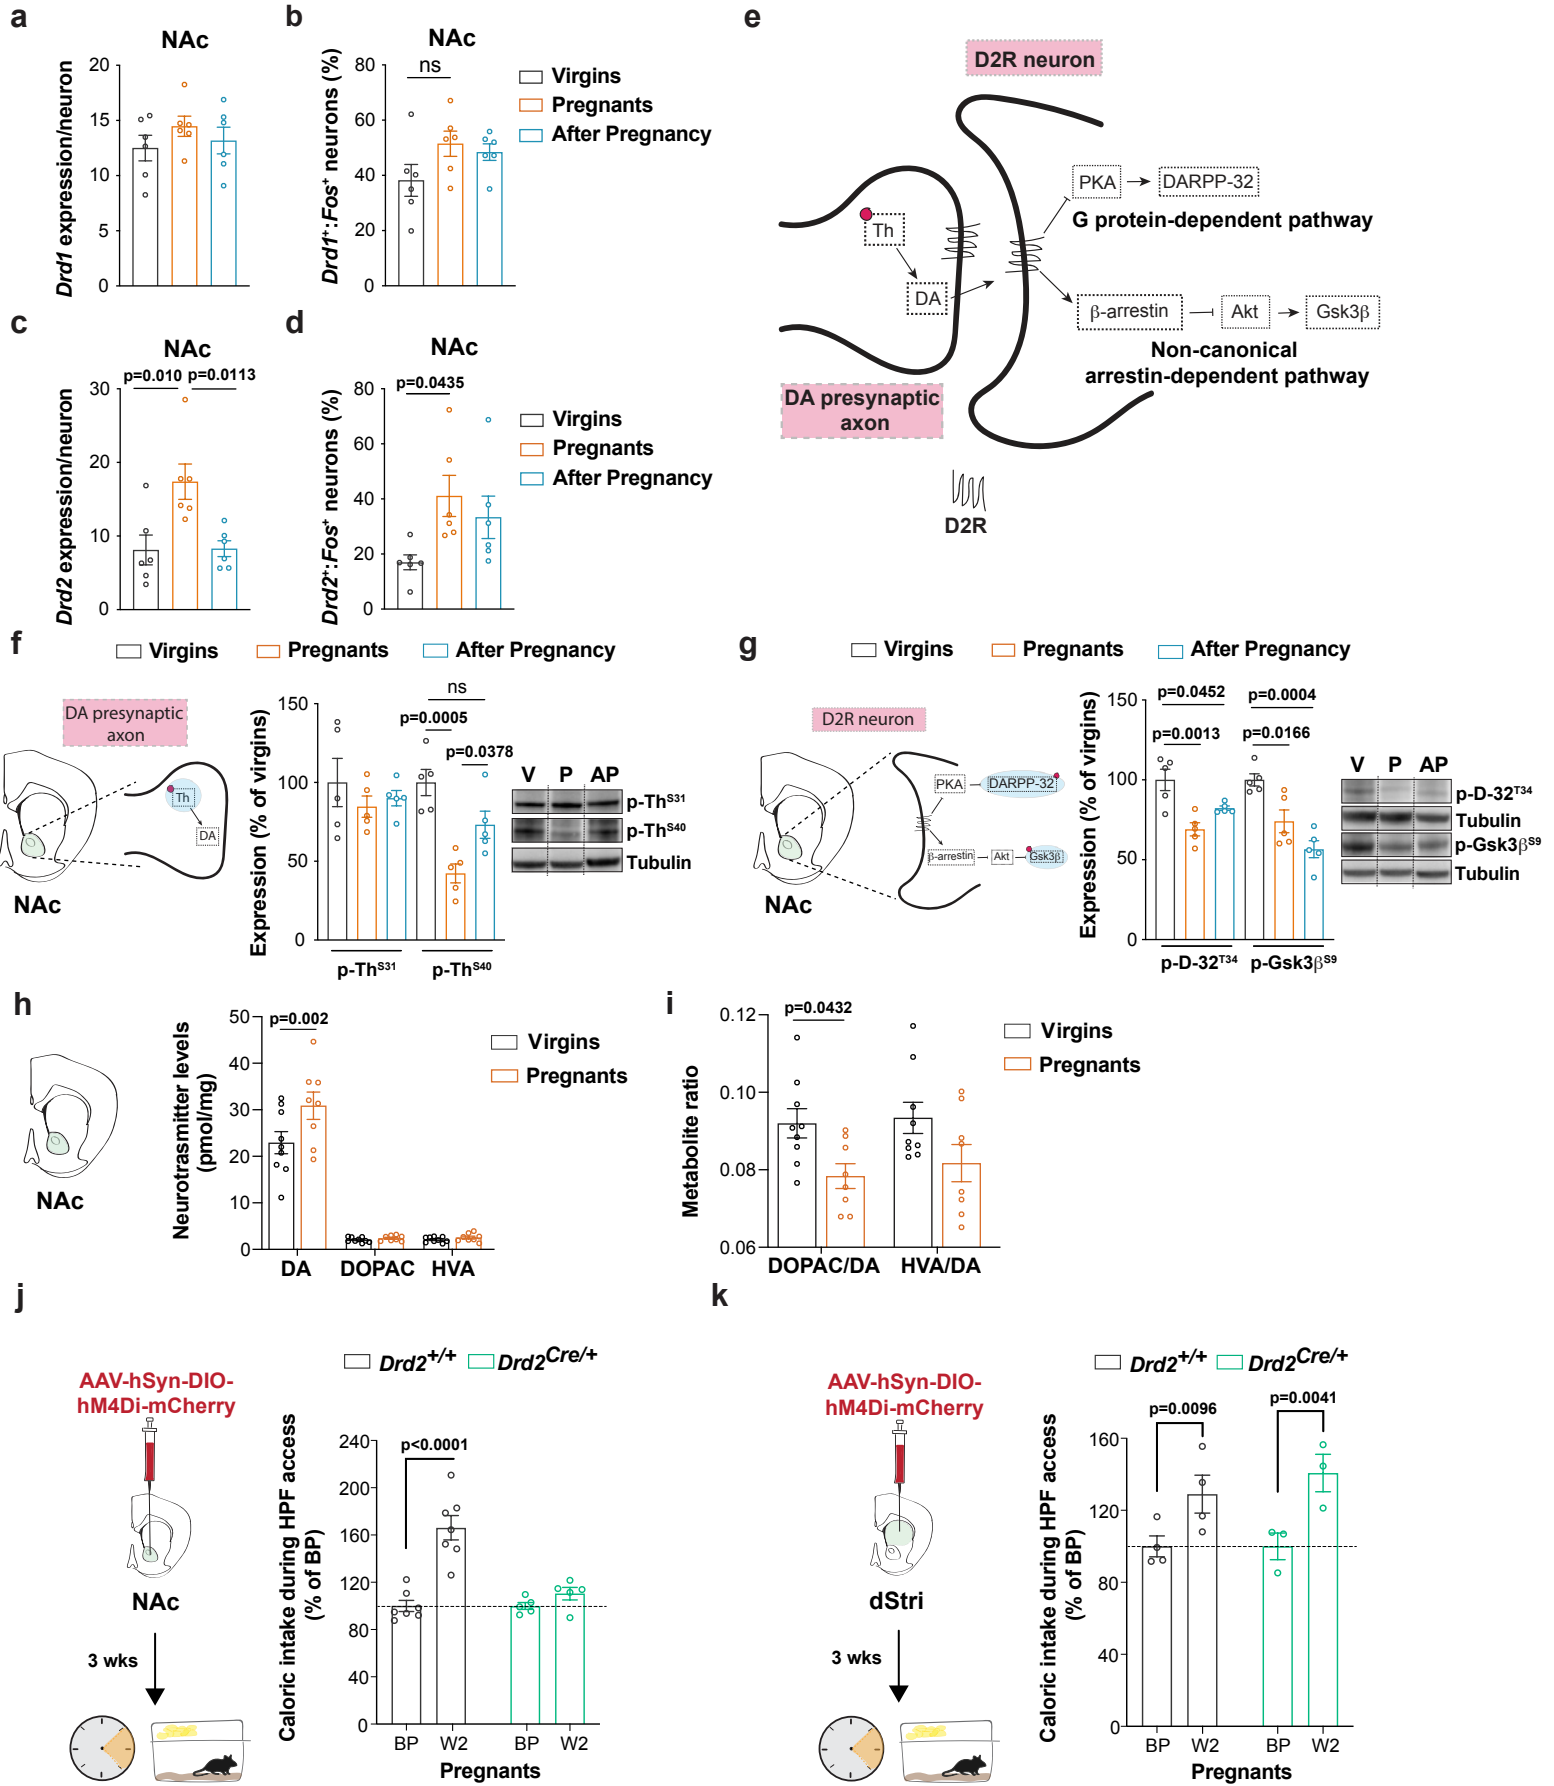 a
NAc
Drd1 expression/neuron
20
15
10
5
0
b
NAc
Drd1⁺:Fos⁺ neurons (%)
80
60
40
20
0
ns
Virgins
Pregnants
After Pregnancy
c
NAc
Drd2 expression/neuron
30
20
10
0
p=0.010
p=0.0113
d
NAc
Drd2⁺:Fos⁺ neurons (%)
80
60
40
20
0
p=0.0435
Virgins
Pregnants
After Pregnancy
e
D2R neuron
Th
DA
PKA
DARPP-32
G protein-dependent pathway
β-arrestin
Akt
Gsk3β
Non-canonical
arrestin-dependent pathway
DA presynaptic
axon
D2R
f
Virgins
Pregnants
After Pregnancy
DA presynaptic
axon
Th
DA
NAc
Expression (% of virgins)
150
100
50
0
ns
p=0.0005
p=0.0378
p-Thˢ³¹
p-Thˢ⁴⁰
V P AP
p-Thˢ³¹
p-Thˢ⁴⁰
Tubulin
g
Virgins
Pregnants
After Pregnancy
D2R neuron
PKA
DARPP-32
β-arrestin
Akt
Gsk3β
NAc
Expression (% of virgins)
150
100
50
0
p=0.0452
p=0.0004
p=0.0013
p=0.0166
p-D-32ᵀ³⁴
p-Gsk3βˢ⁹
V P AP
p-D-32ᵀ³⁴
Tubulin
p-Gsk3βˢ⁹
Tubulin
h
NAc
Neurotrasmitter levels
(pmol/mg)
50
40
30
20
10
0
p=0.002
DA
DOPAC
HVA
Virgins
Pregnants
i
Metabolite ratio
0.12
0.10
0.08
0.06
p=0.0432
DOPAC/DA
HVA/DA
Virgins
Pregnants
j
AAV-hSyn-DIO-
hM4Di-mCherry
NAc
3 wks
Drd2⁺/⁺
Drd2ᶜʳᵉ/⁺
Caloric intake during HPF access
(% of BP)
240
200
160
120
80
40
0
p<0.0001
BP W2 BP W2
Pregnants
k
AAV-hSyn-DIO-
hM4Di-mCherry
dStri
3 wks
Drd2⁺/⁺
Drd2ᶜʳᵉ/⁺
Caloric intake during HPF access
(% of BP)
160
120
80
40
0
p=0.0096
p=0.0041
BP W2 BP W2
Pregnants